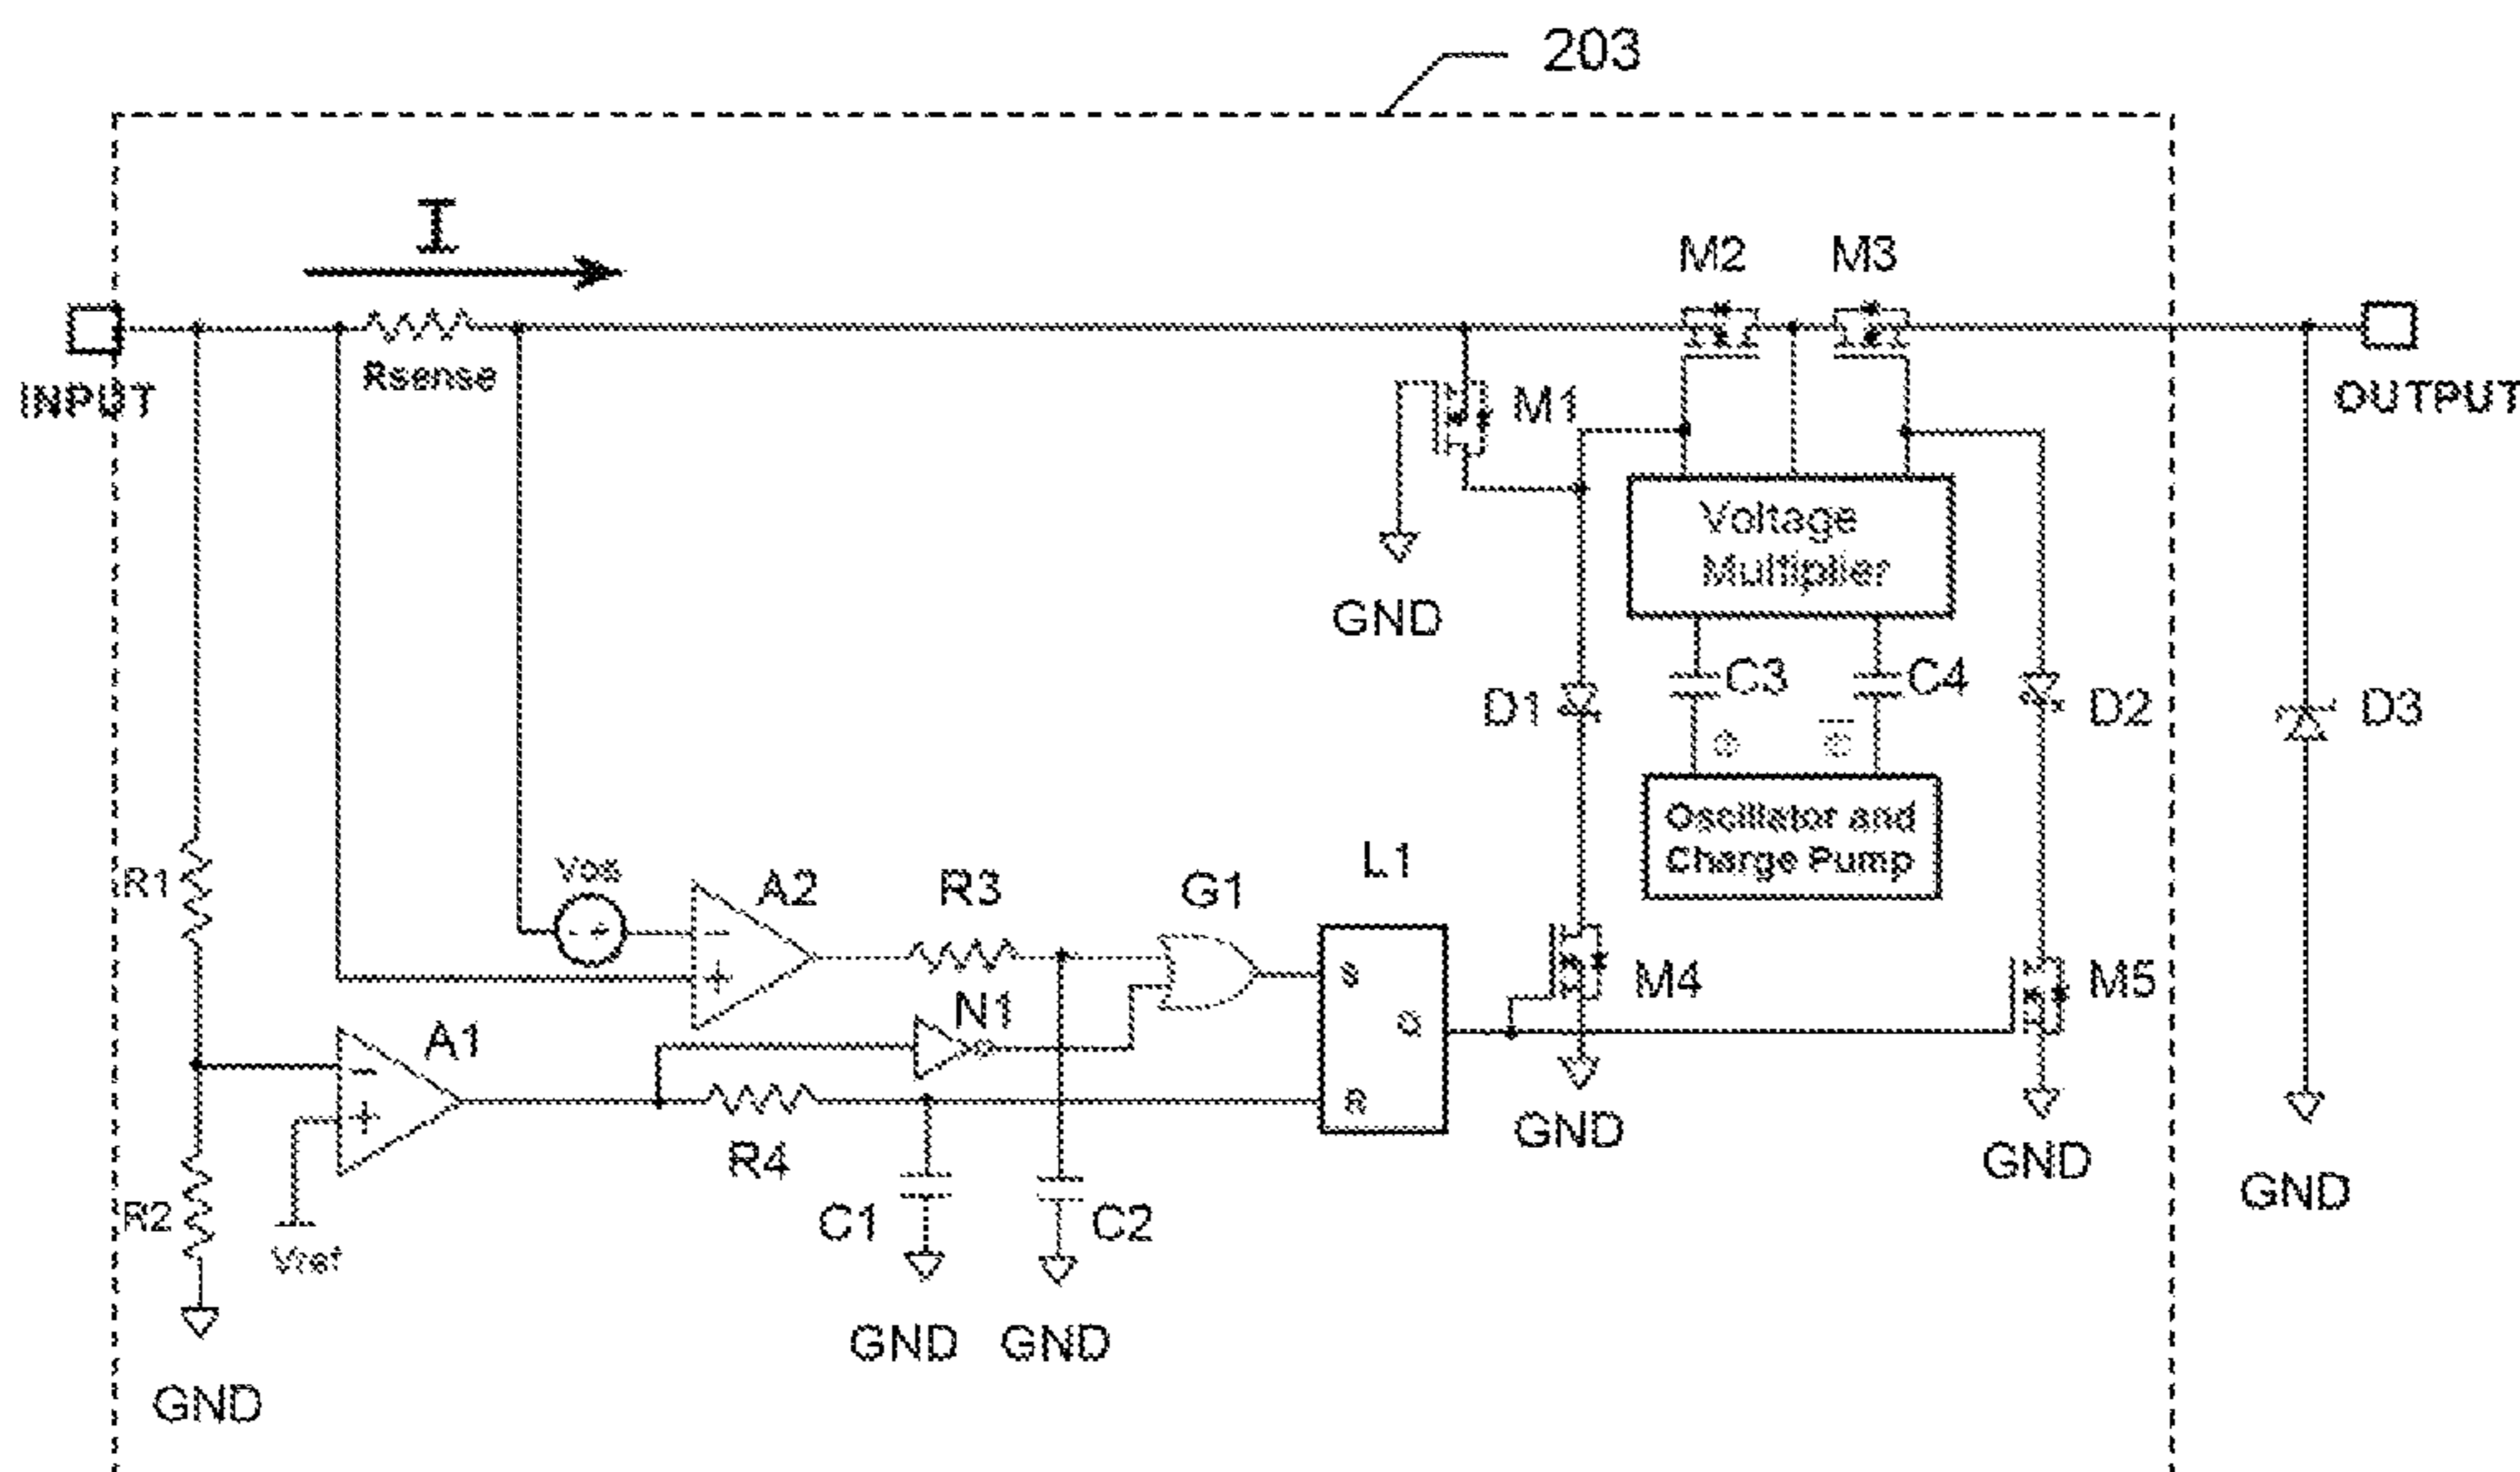 203
I
M2 M3
INPUT
Rsense
M1
OUTPUT
Voltage
Multiplier
GND
C3 C4
D1
D2 D3
Φ Φ̅
Oscillator and
Charge Pump
R1
Vos
- +
A2
R3
G1
L1
−
+
S
Q
R
M4
M5
N1
A1
−
+
R4
GND
GND
GND
R2
Vref
C1
C2
GND GND
GND